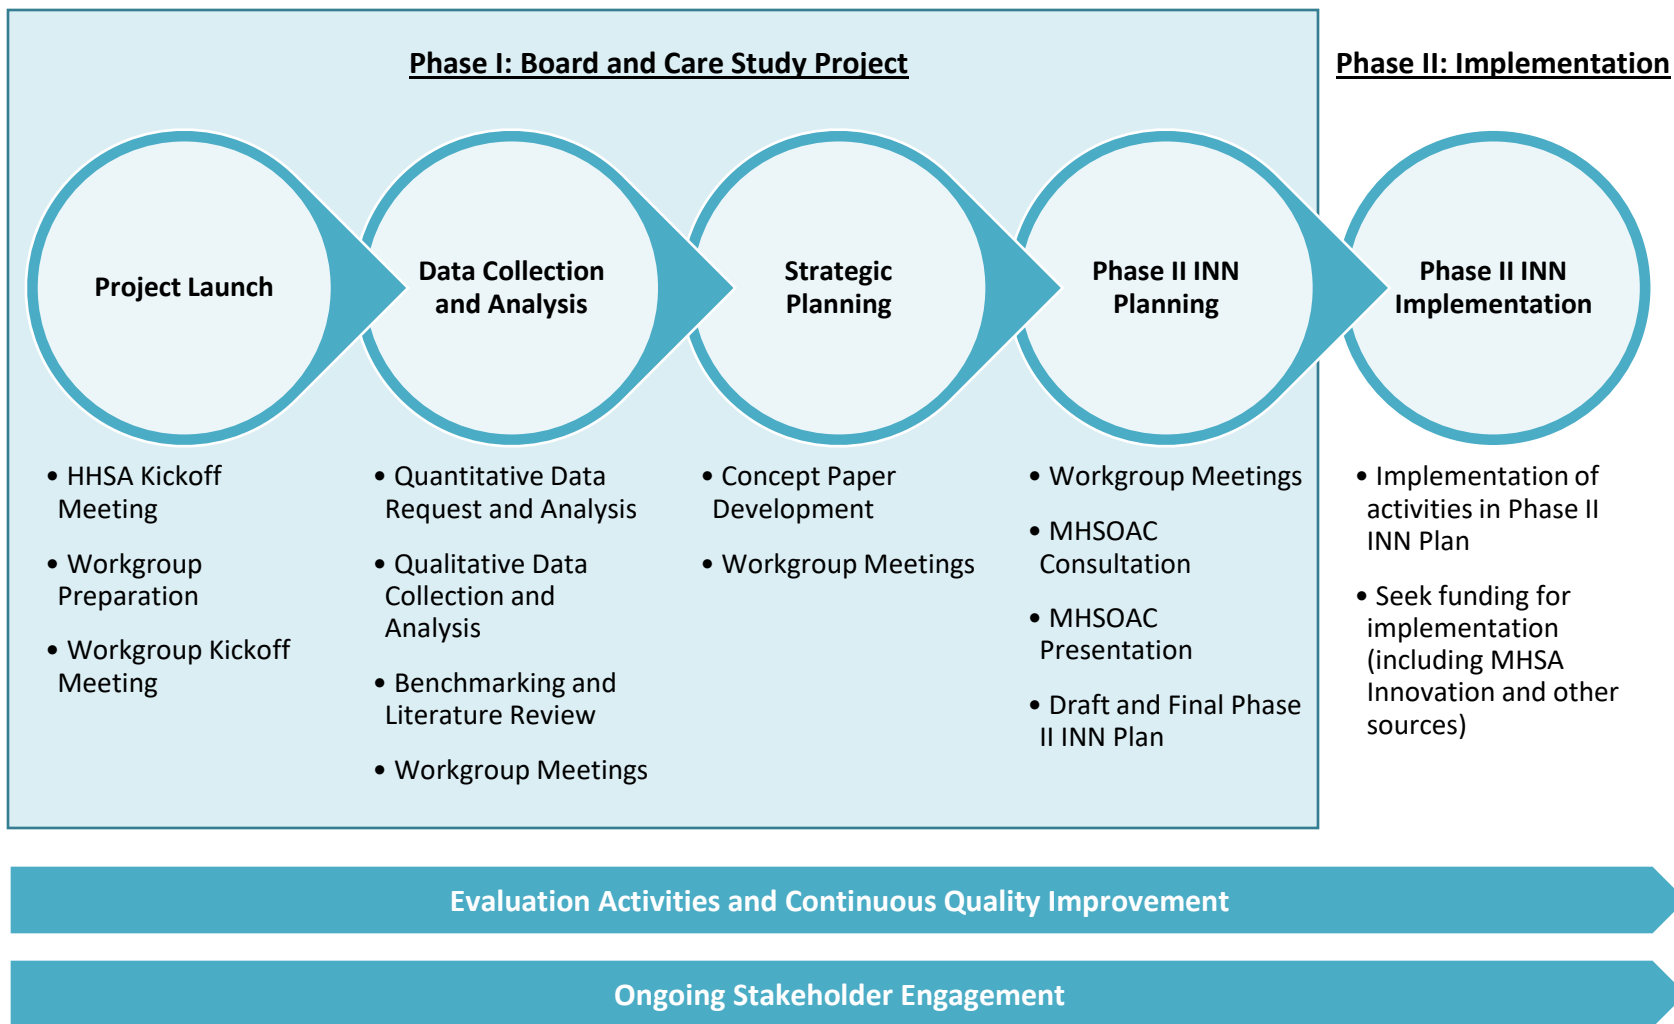 Phase I: Board and Care Study Project
Phase II: Implementation
Project Launch
Data Collection
and Analysis
Strategic
Planning
Phase II INN
Planning
Phase II INN
Implementation
• HHSA Kickoff
Meeting
• Workgroup
Preparation
• Workgroup Kickoff
Meeting
• Quantitative Data
Request and Analysis
• Qualitative Data
Collection and
Analysis
• Benchmarking and
Literature Review
• Workgroup Meetings
• Concept Paper
Development
• Workgroup Meetings
• Workgroup Meetings
• MHSOAC
Consultation
• MHSOAC
Presentation
• Draft and Final Phase
II INN Plan
• Implementation of
activities in Phase II
INN Plan
• Seek funding for
implementation
(including MHSA
Innovation and other
sources)
Evaluation Activities and Continuous Quality Improvement
Ongoing Stakeholder Engagement